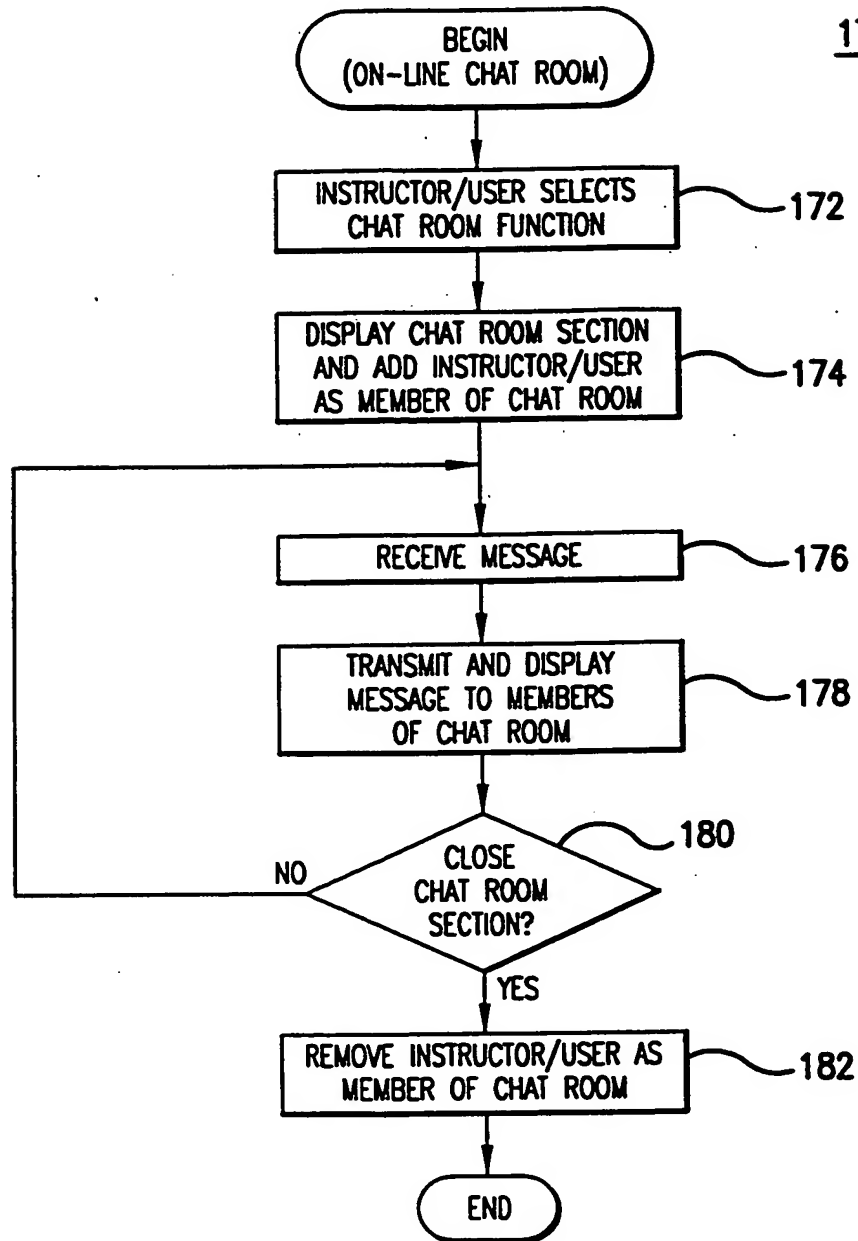 BEGIN
(ON-LINE CHAT ROOM)
INSTRUCTOR/USER SELECTS
CHAT ROOM FUNCTION
172
DISPLAY CHAT ROOM SECTION
AND ADD INSTRUCTOR/USER
AS MEMBER OF CHAT ROOM
174
RECEIVE MESSAGE
176
TRANSMIT AND DISPLAY
MESSAGE TO MEMBERS
OF CHAT ROOM
178
CLOSE
CHAT ROOM
SECTION?
180
NO
YES
REMOVE INSTRUCTOR/USER AS
MEMBER OF CHAT ROOM
182
END